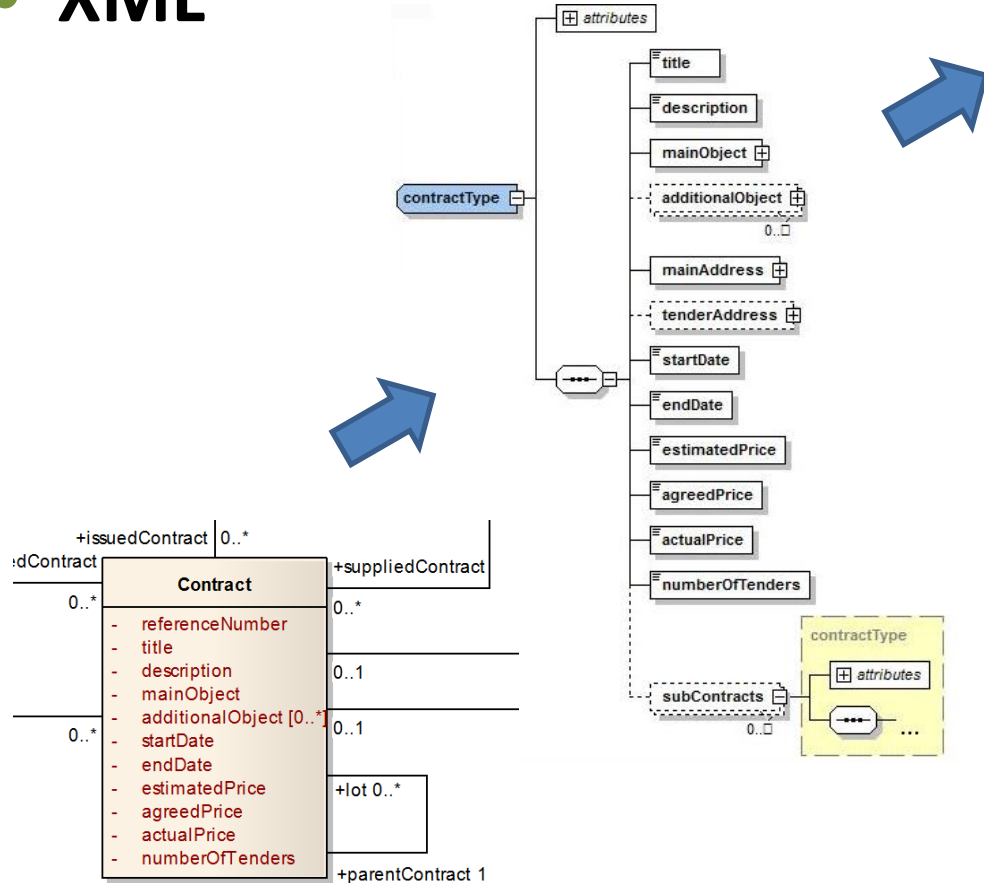 XML
attributes
title
description
mainObject
contractType
additionalObject
0..□
mainAddress
tenderAddress
startDate
endDate
estimatedPrice
agreedPrice
actualPrice
numberOfTenders
contractType
attributes
subContracts
0..□
...
+issuedContract 0..*
edContract
+suppliedContract
Contract
0..*
0..*
- referenceNumber
- title
- description
0..1
- mainObject
- additionalObject [0..*]
0..1
0..*
- startDate
- endDate
- estimatedPrice
+lot 0..*
- agreedPrice
- actualPrice
- numberOfTenders
+parentContract 1